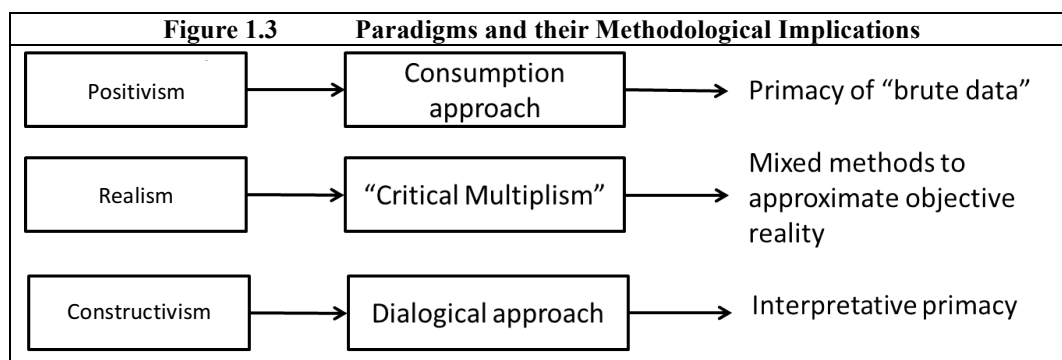 Figure 1.3 Paradigms and their Methodological Implications
Positivism
Consumption
approach
Primacy of “brute data”
Realism
“Critical Multiplism”
Mixed methods to
approximate objective
reality
Constructivism
Dialogical approach
Interpretative primacy